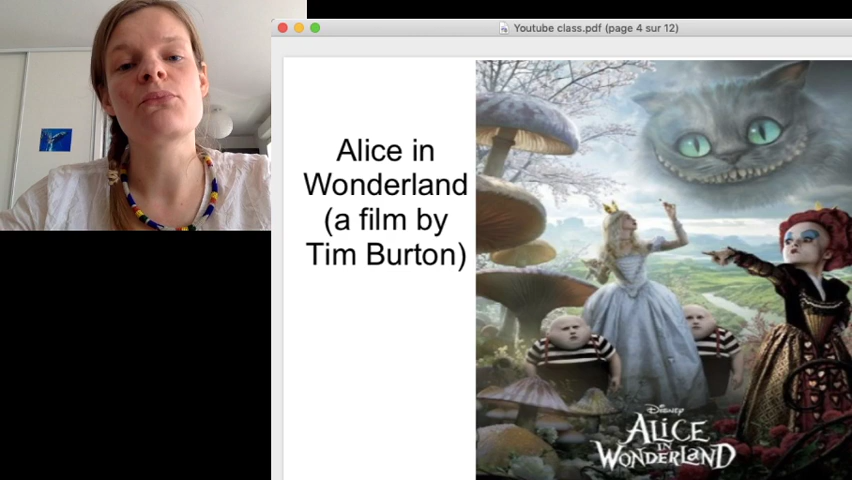 Youtube class.pdf (page 4 sur 12)
Alice in
Wonderland
(a film by
Tim Burton)
Disney
ALICE
IN
WONDERLAND